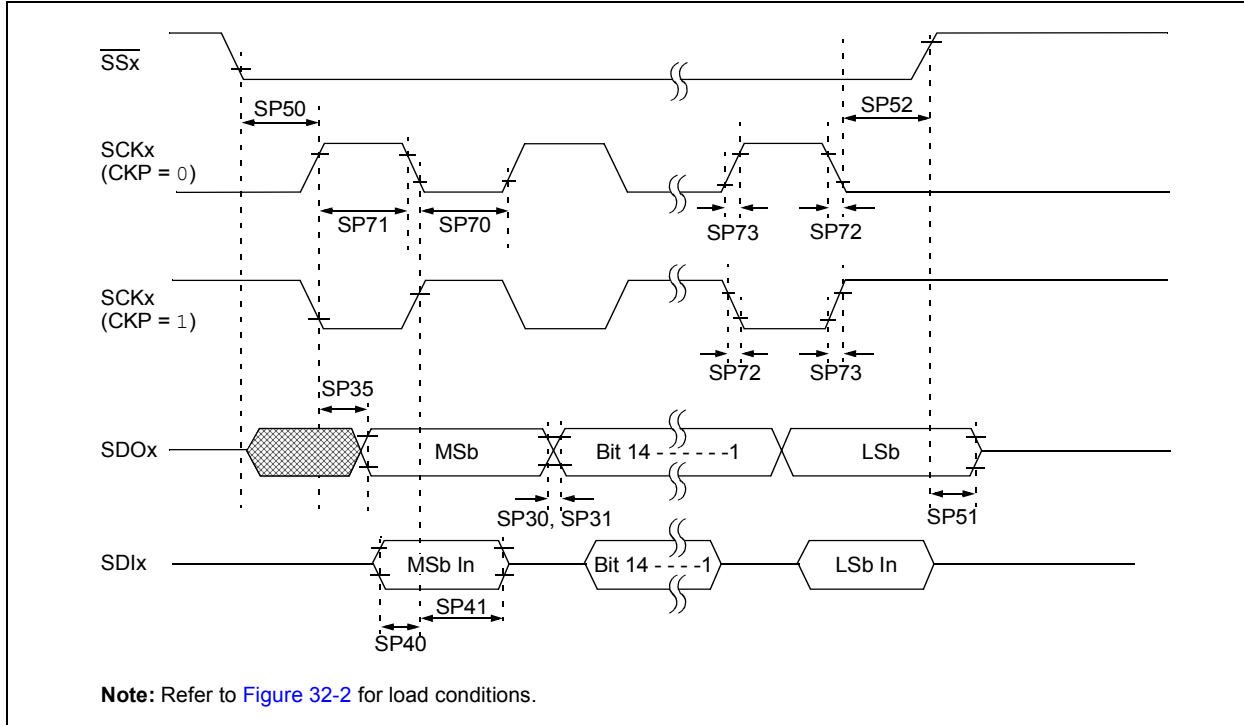 SSx
SP50
SP52
SCKx
(CKP = 0)
SP71
SP70
SP73
SP72
SCKx
(CKP = 1)
SP72
SP73
SP35
SDOx
MSb
Bit 14 - - - - - -1
LSb
SP30, SP31
SP51
SDIx
MSb In
Bit 14 - - - - -1
LSb In
SP41
SP40
Note: Refer to Figure 32-2 for load conditions.